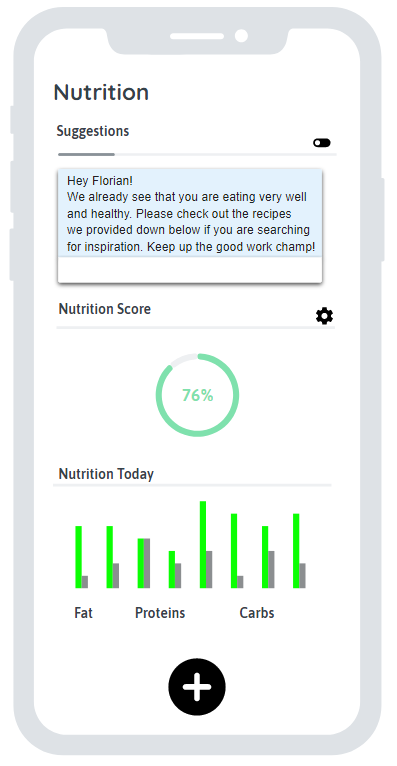 Nutrition
Suggestions
Hey Florian!
We already see that you are eating very well
and healthy. Please check out the recipes
we provided down below if you are searching
for inspiration. Keep up the good work champ!
Nutrition Score
76%
Nutrition Today
Fat Proteins Carbs